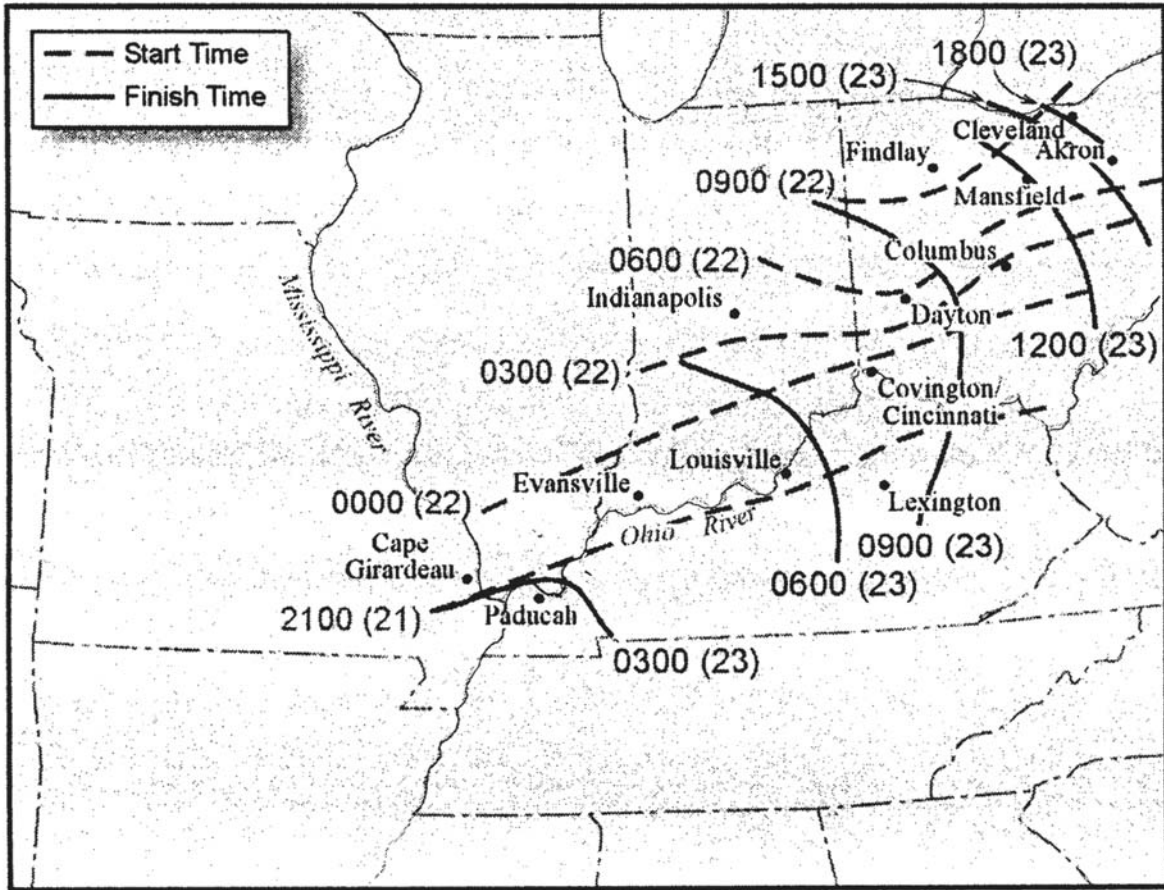 Start Time
Finish Time
1800 (23)
1500 (23)
Cleveland
Akron
Findlay
0900 (22)
Mansfield
Columbus
0600 (22)
Indianapolis
Dayton
Mississippi
River
1200 (23)
0300 (22)
Covington/
Cincinnati
Louisville
Evansville
Lexington
0000 (22)
Ohio River
Cape
Girardeau
0900 (23)
0600 (23)
Paducah
2100 (21)
0300 (23)